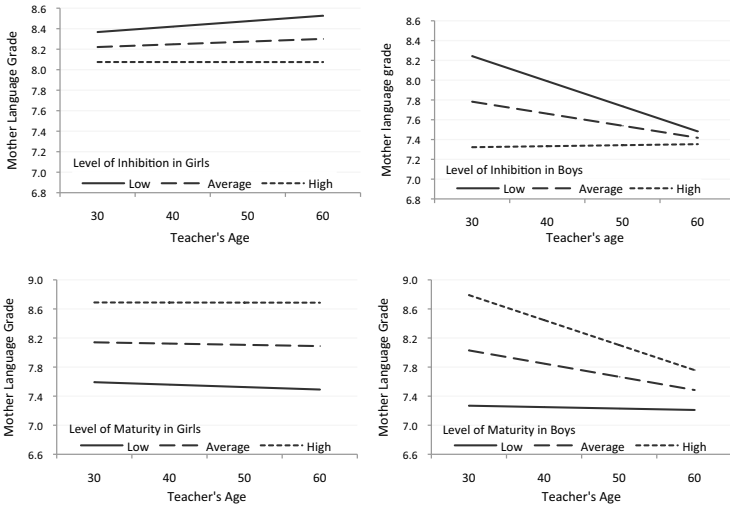 8.6
8.4
8.2
8.0
7.8
7.6
7.4
7.2
7.0
6.8
Mother Language Grade
Level of Inhibition in Girls
Low Average High
30 40 50 60
Teacher's Age
8.6
8.4
8.2
8.0
7.8
7.6
7.4
7.2
7.0
6.8
Mother language grade
Level of Inhibition in Boys
Low Average High
30 40 50 60
Teacher's age
9.0
8.6
8.2
7.8
7.4
7.0
6.6
Mother Language Grade
Level of Maturity in Girls
Low Average High
30 40 50 60
Teacher's Age
9.0
8.6
8.2
7.8
7.4
7.0
6.6
Mother Language Grade
Level of Maturity in Boys
Low Average High
30 40 50 60
Teacher's Age